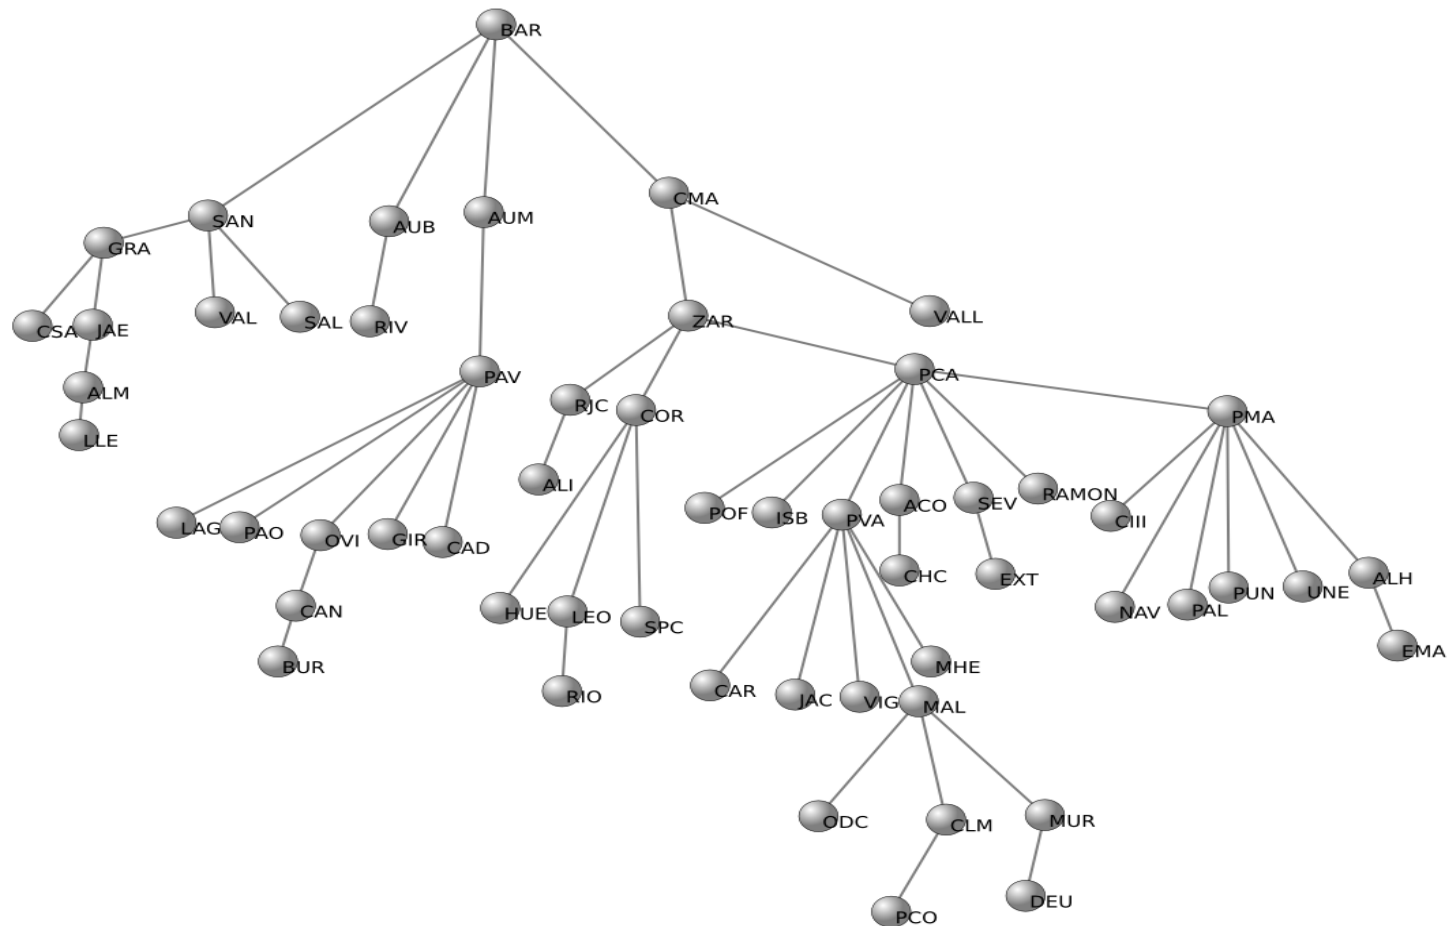 BAR
CMA
AUM
SAN
AUB
GRA
VALL
VAL
ZAR
SAL
RIV
CSA
JAE
PCA
PAV
ALM
RJC
COR
PMA
LLE
ALI
RAMON
SEV
ACO
POF
ISB
PVA
CIII
LAG
PAO
OVI
GIR
CAD
CHC
EXT
ALH
UNE
PUN
PAL
NAV
CAN
HUE
LEO
SPC
EMA
BUR
MHE
CAR
RIO
JAC
VIG
MAL
ODC
CLM
MUR
DEU
PCO